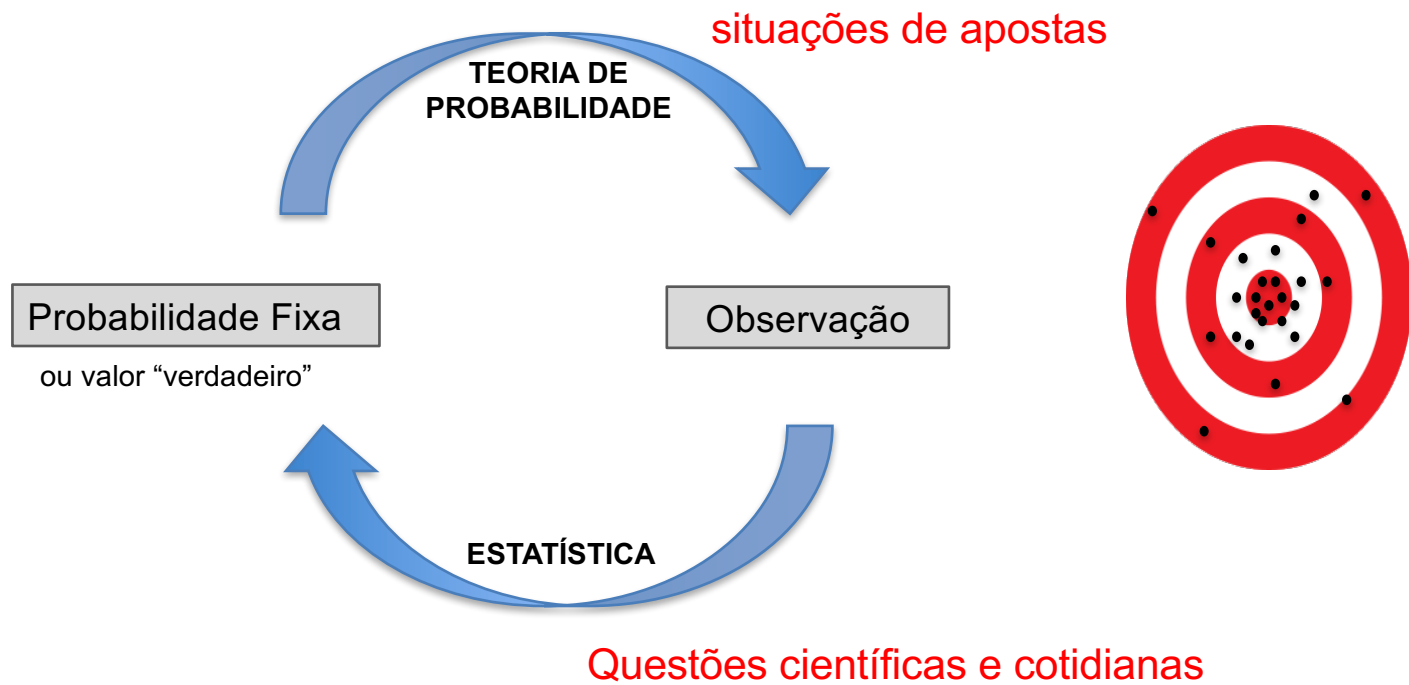 situações de apostas
TEORIA DE
PROBABILIDADE
Probabilidade Fixa
ou valor “verdadeiro”
Observação
ESTATÍSTICA
Questões científicas e cotidianas